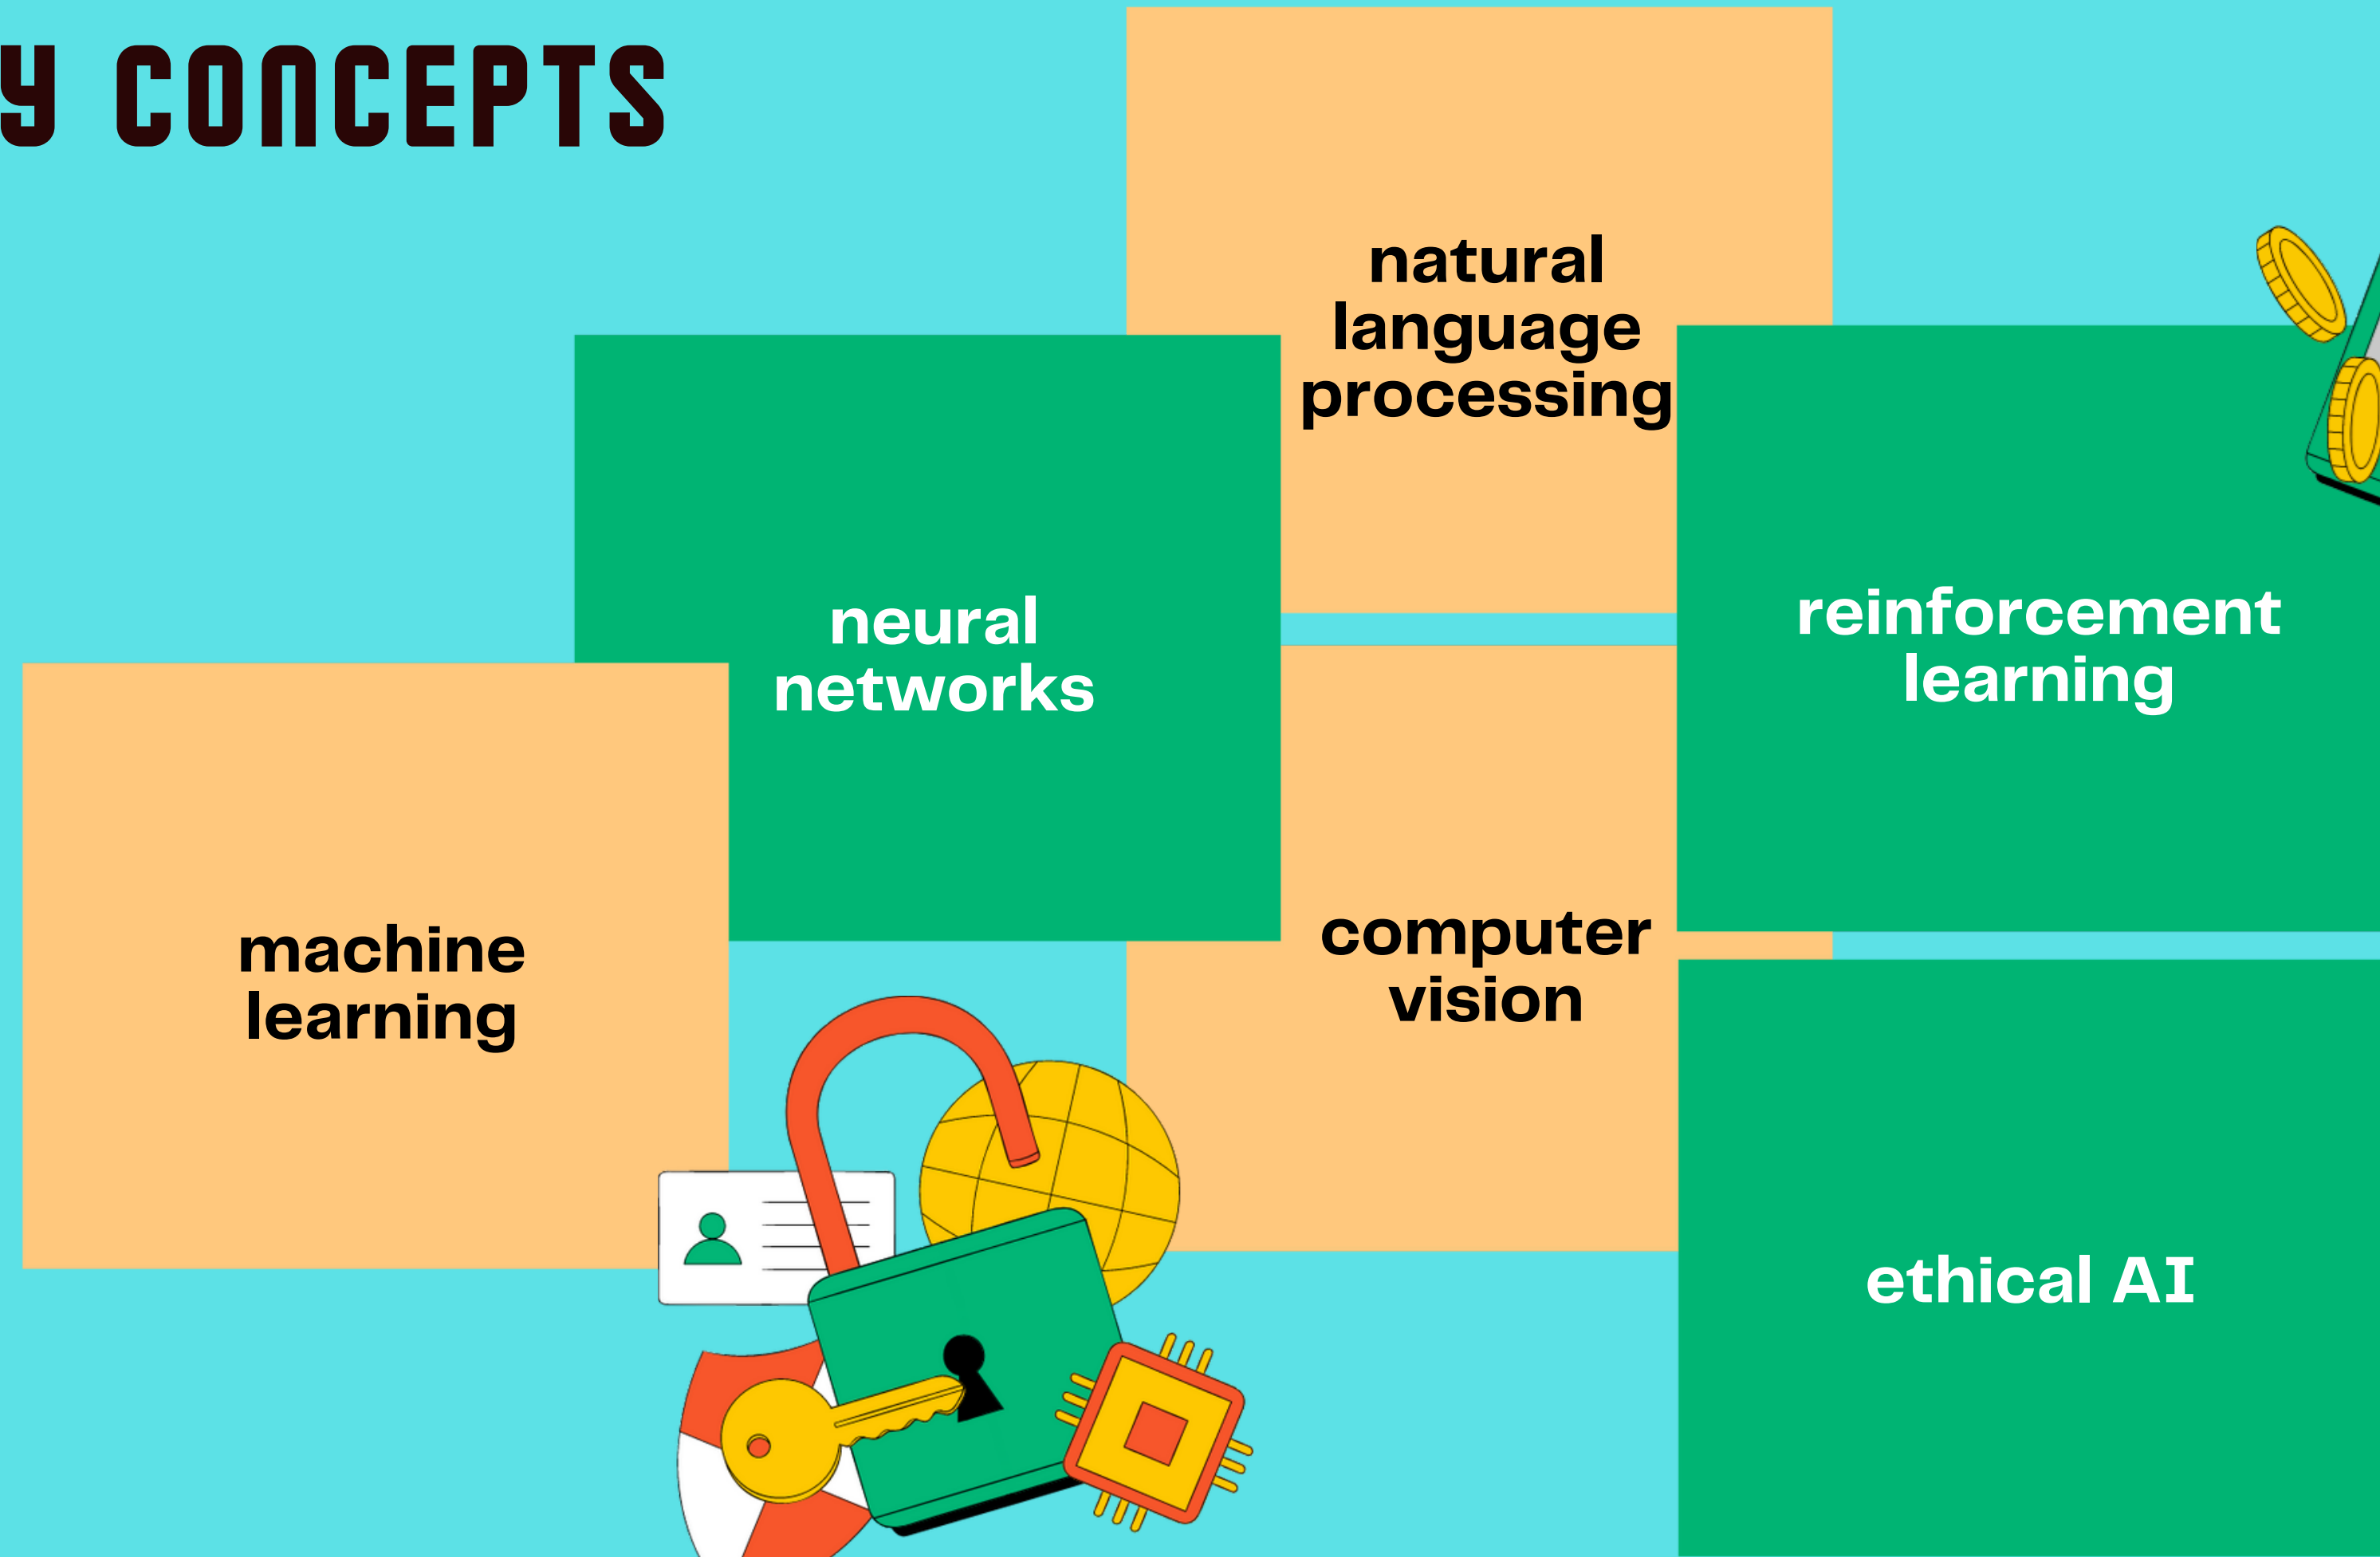 Y CONCEPTS
natural
language
processing
neural
networks
reinforcement
learning
machine
learning
computer
vision
ethical AI